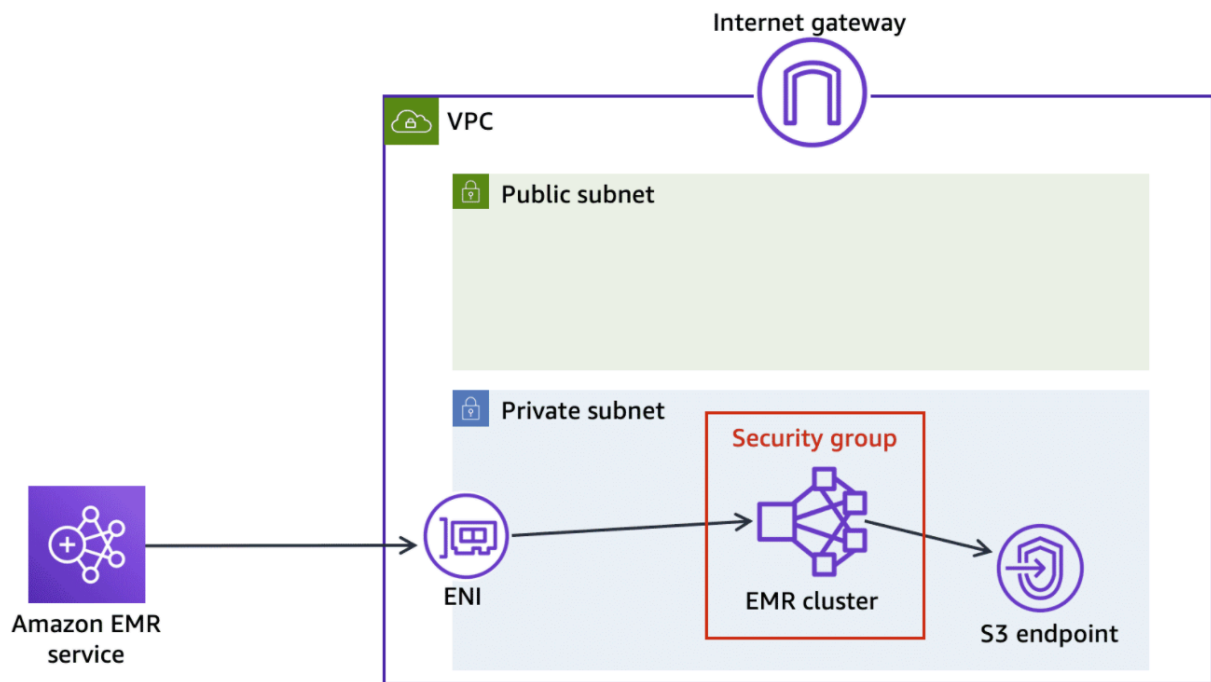 Internet gateway
VPC
Public subnet
Private subnet
Security group
ENI
EMR cluster
S3 endpoint
Amazon EMR
service